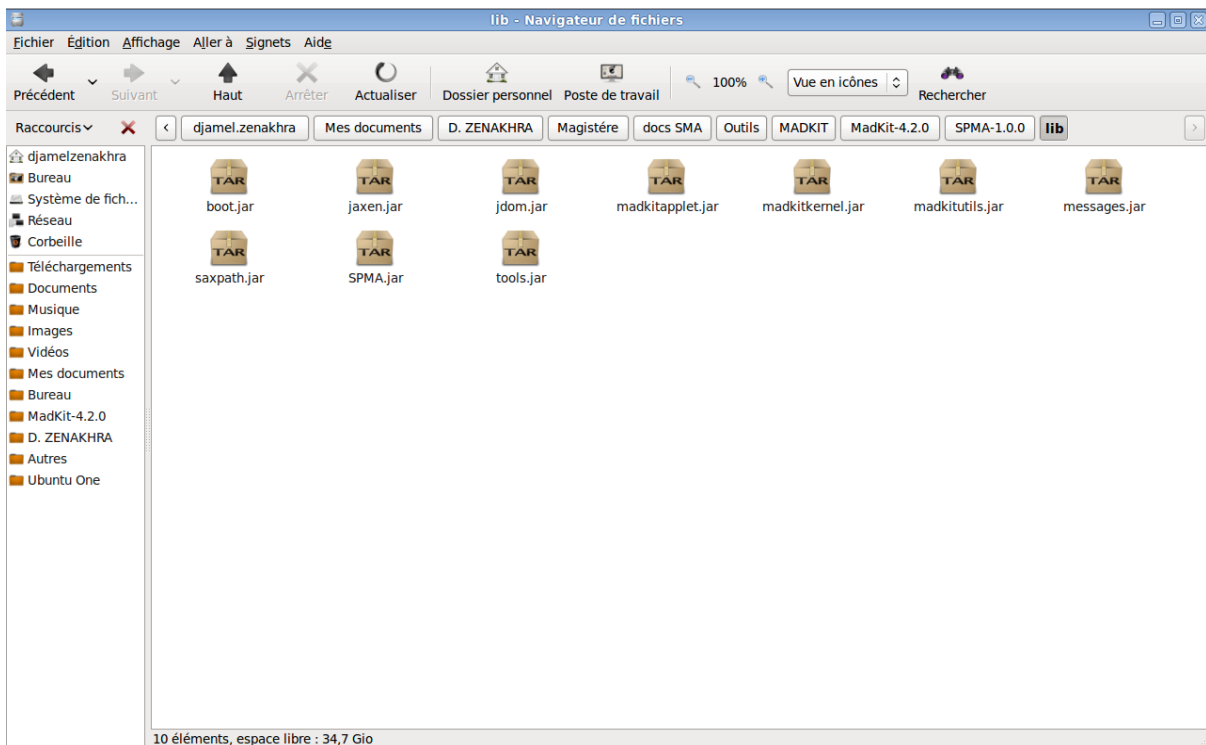 lib - Navigateur de fichiers
Fichier Édition Affichage Aller à Signets Aide
Précédent Suivant Haut Arrêter Actualiser Dossier personnel Poste de travail 100% Vue en icônes Rechercher
Raccourcis djamel.zenakhra Mes documents D. ZENAKHRA Magistére docs SMA Outils MADKIT MadKit-4.2.0 SPMA-1.0.0 lib
djamelzenakhra
Bureau
Système de fich...
Réseau
Corbeille
Téléchargements
Documents
Musique
Images
Vidéos
Mes documents
Bureau
MadKit-4.2.0
D. ZENAKHRA
Autres
Ubuntu One
TAR TAR TAR TAR TAR TAR TAR
boot.jar jaxen.jar jdom.jar madkitapplet.jar madkitkernel.jar madkitutils.jar messages.jar
TAR TAR TAR
saxpath.jar SPMA.jar tools.jar
10 éléments, espace libre : 34,7 Gio